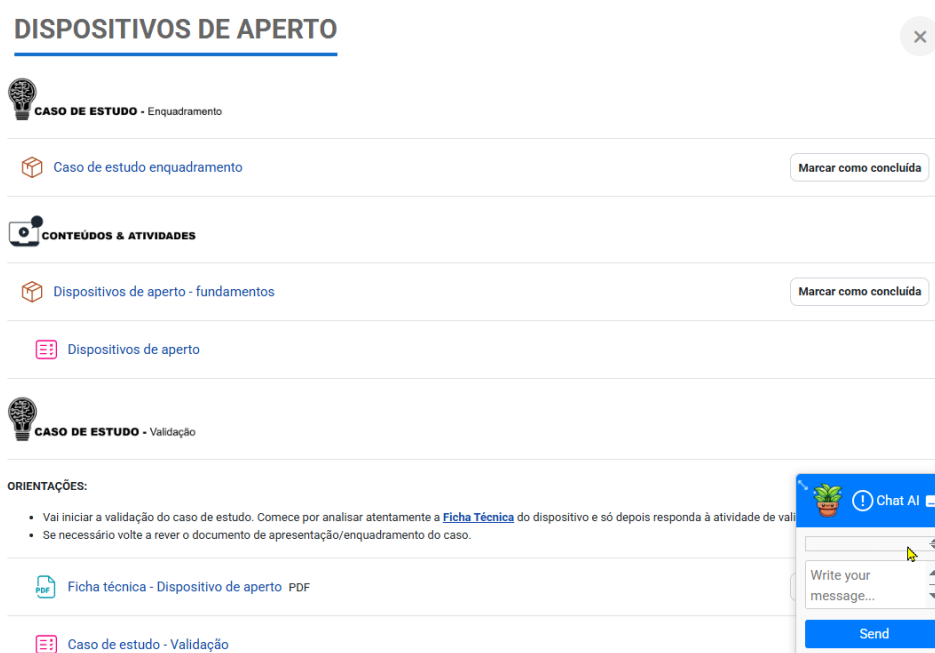 DISPOSITIVOS DE APERTO
CASO DE ESTUDO - Enquadramento
Caso de estudo enquadramento
Marcar como concluída
CONTEÚDOS & ATIVIDADES
Dispositivos de aperto - fundamentos
Marcar como concluída
Dispositivos de aperto
CASO DE ESTUDO - Validação
ORIENTAÇÕES:
Vai iniciar a validação do caso de estudo. Comece por analisar atentamente a Ficha Técnica do dispositivo e só depois responda à atividade de vali
Se necessário volte a rever o documento de apresentação/enquadramento do caso.
Chat AI
Write your
message...
Send
PDF
Ficha técnica - Dispositivo de aperto PDF
Caso de estudo - Validação